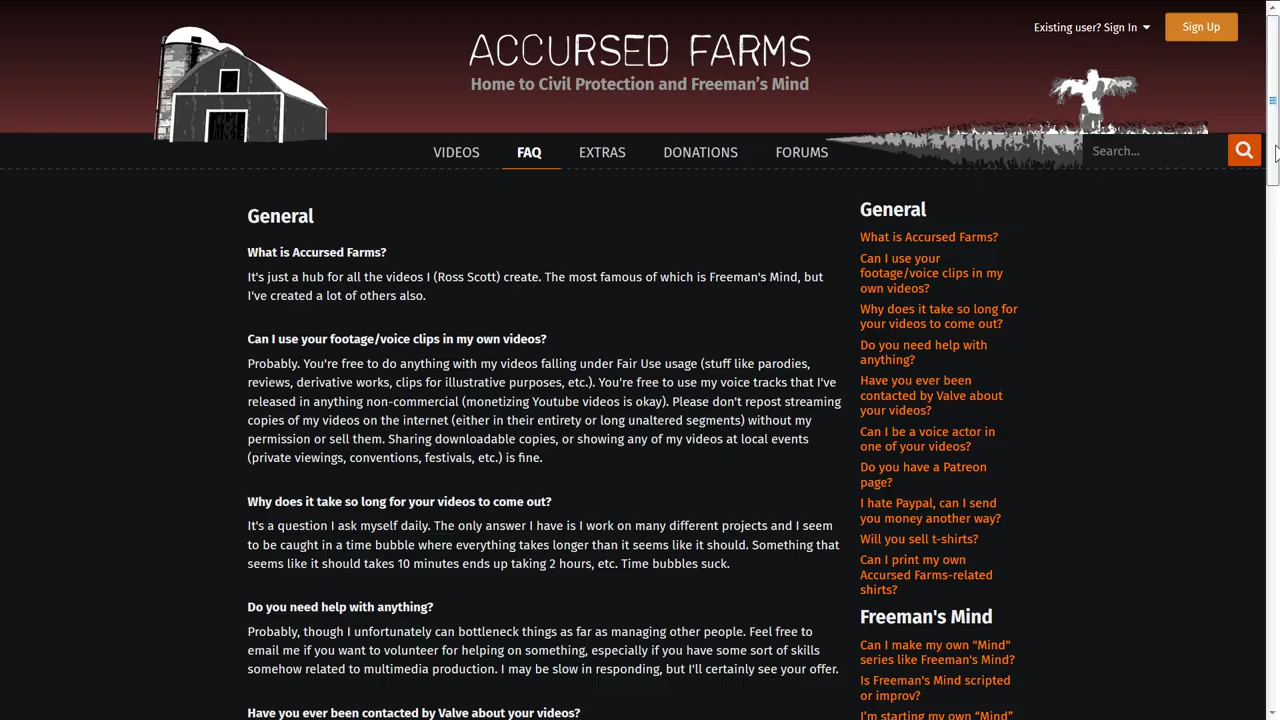 Existing user? Sign In
Sign Up
ACCURSED FARMS
Home to Civil Protection and Freeman's Mind
VIDEOS
FAQ
EXTRAS
DONATIONS
FORUMS
Search...
General
What is Accursed Farms?
It's just a hub for all the videos I (Ross Scott) create. The most famous of which is Freeman's Mind, but
I've created a lot of others also.
Can I use your footage/voice clips in my own videos?
Probably. You're free to do anything with my videos falling under Fair Use usage (stuff like parodies,
reviews, derivative works, clips for illustrative purposes, etc.). You're free to use my voice tracks that I've
released in anything non-commercial (monetizing Youtube videos is okay). Please don't repost streaming
copies of my videos on the internet (either in their entirety or long unaltered segments) without my
permission or sell them. Sharing downloadable copies, or showing any of my videos at local events
(private viewings, conventions, festivals, etc.) is fine.
Why does it take so long for your videos to come out?
It's a question I ask myself daily. The only answer I have is I work on many different projects and I seem
to be caught in a time bubble where everything takes longer than it seems like it should. Something that
seems like it should takes 10 minutes ends up taking 2 hours, etc. Time bubbles suck.
Do you need help with anything?
Probably, though I unfortunately can bottleneck things as far as managing other people. Feel free to
email me if you want to volunteer for helping on something, especially if you have some sort of skills
somehow related to multimedia production. I may be slow in responding, but I'll certainly see your offer.
Have you ever been contacted by Valve about your videos?
General
What is Accursed Farms?
Can I use your
footage/voice clips in my
own videos?
Why does it take so long for
your videos to come out?
Do you need help with
anything?
Have you ever been
contacted by Valve about
your videos?
Can I be a voice actor in
one of your videos?
Do you have a Patreon
page?
I hate Paypal, can I send
you money another way?
Will you sell t-shirts?
Can I print my own
Accursed Farms-related
shirts?
Freeman's Mind
Can I make my own "Mind"
series like Freeman's Mind?
Is Freeman's Mind scripted
or improv?
I'm starting my own “Mind”